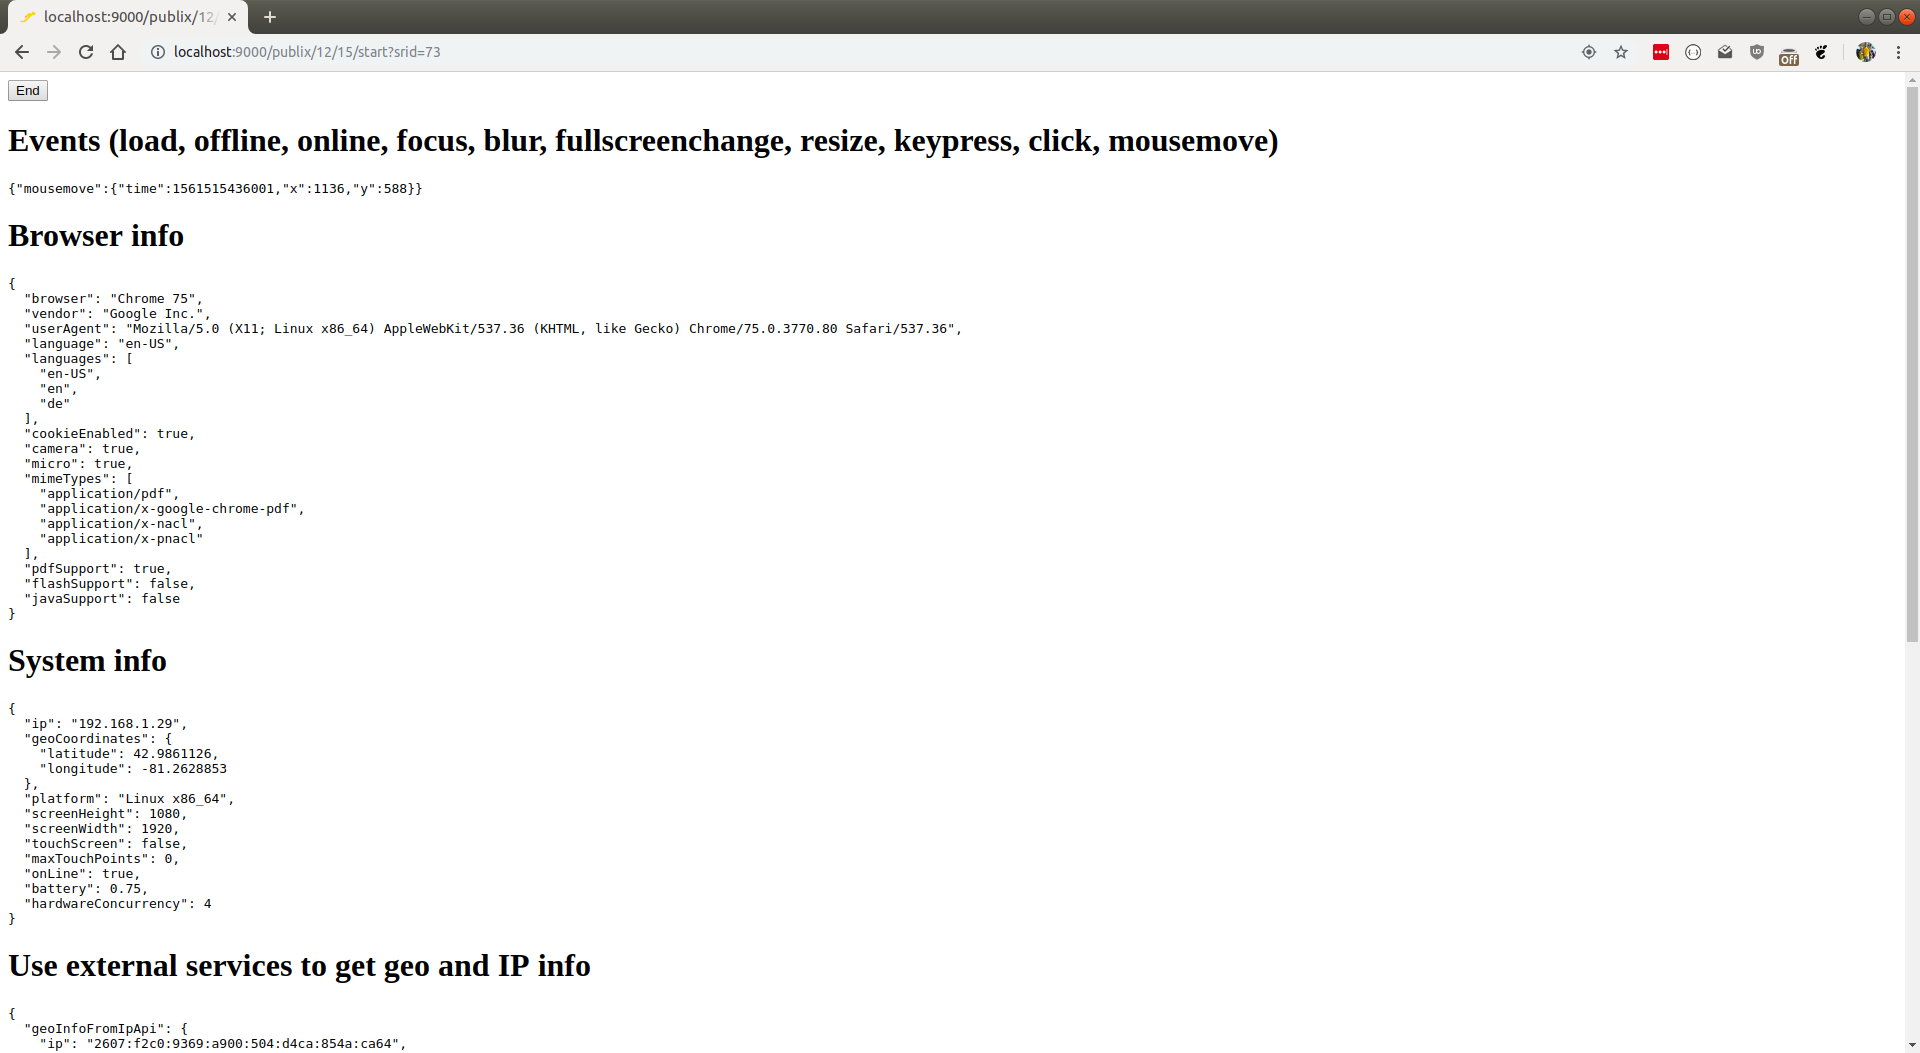 localhost:9000/publix/12/
localhost:9000/publix/12/15/start?srid=73
Off
End
Events (load, offline, online, focus, blur, fullscreenchange, resize, keypress, click, mousemove)
{"mousemove":{"time":1561515436001,"x":1136,"y":588}}
Browser info
{
  "browser": "Chrome 75",
  "vendor": "Google Inc.",
  "userAgent": "Mozilla/5.0 (X11; Linux x86_64) AppleWebKit/537.36 (KHTML, like Gecko) Chrome/75.0.3770.80 Safari/537.36",
  "language": "en-US",
  "languages": [
    "en-US",
    "en",
    "de"
  ],
  "cookieEnabled": true,
  "camera": true,
  "micro": true,
  "mimeTypes": [
    "application/pdf",
    "application/x-google-chrome-pdf",
    "application/x-nacl",
    "application/x-pnacl"
  ],
  "pdfSupport": true,
  "flashSupport": false,
  "javaSupport": false
}
System info
{
  "ip": "192.168.1.29",
  "geoCoordinates": {
    "latitude": 42.9861126,
    "longitude": -81.2628853
  },
  "platform": "Linux x86_64",
  "screenHeight": 1080,
  "screenWidth": 1920,
  "touchScreen": false,
  "maxTouchPoints": 0,
  "onLine": true,
  "battery": 0.75,
  "hardwareConcurrency": 4
}
Use external services to get geo and IP info
{
  "geoInfoFromIpApi": {
    "ip": "2607:f2c0:9369:a900:504:d4ca:854a:ca64",